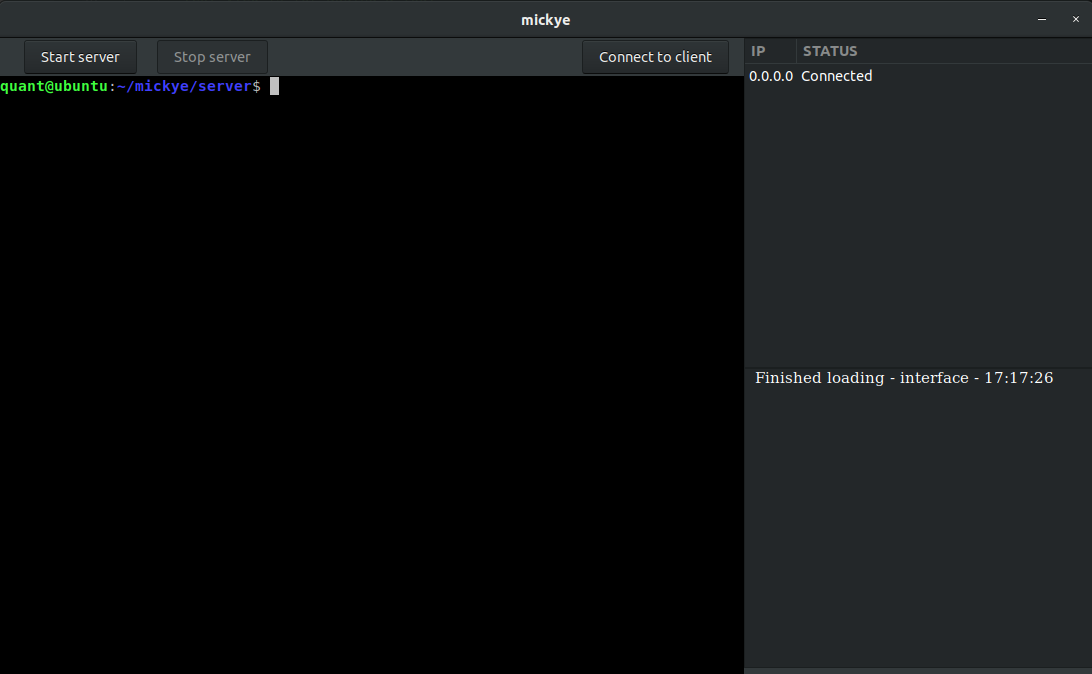 mickye
Start server
Stop server
Connect to client
IP STATUS
0.0.0.0 Connected
quant@ubuntu:~/mickye/server$
Finished loading - interface - 17:17:26